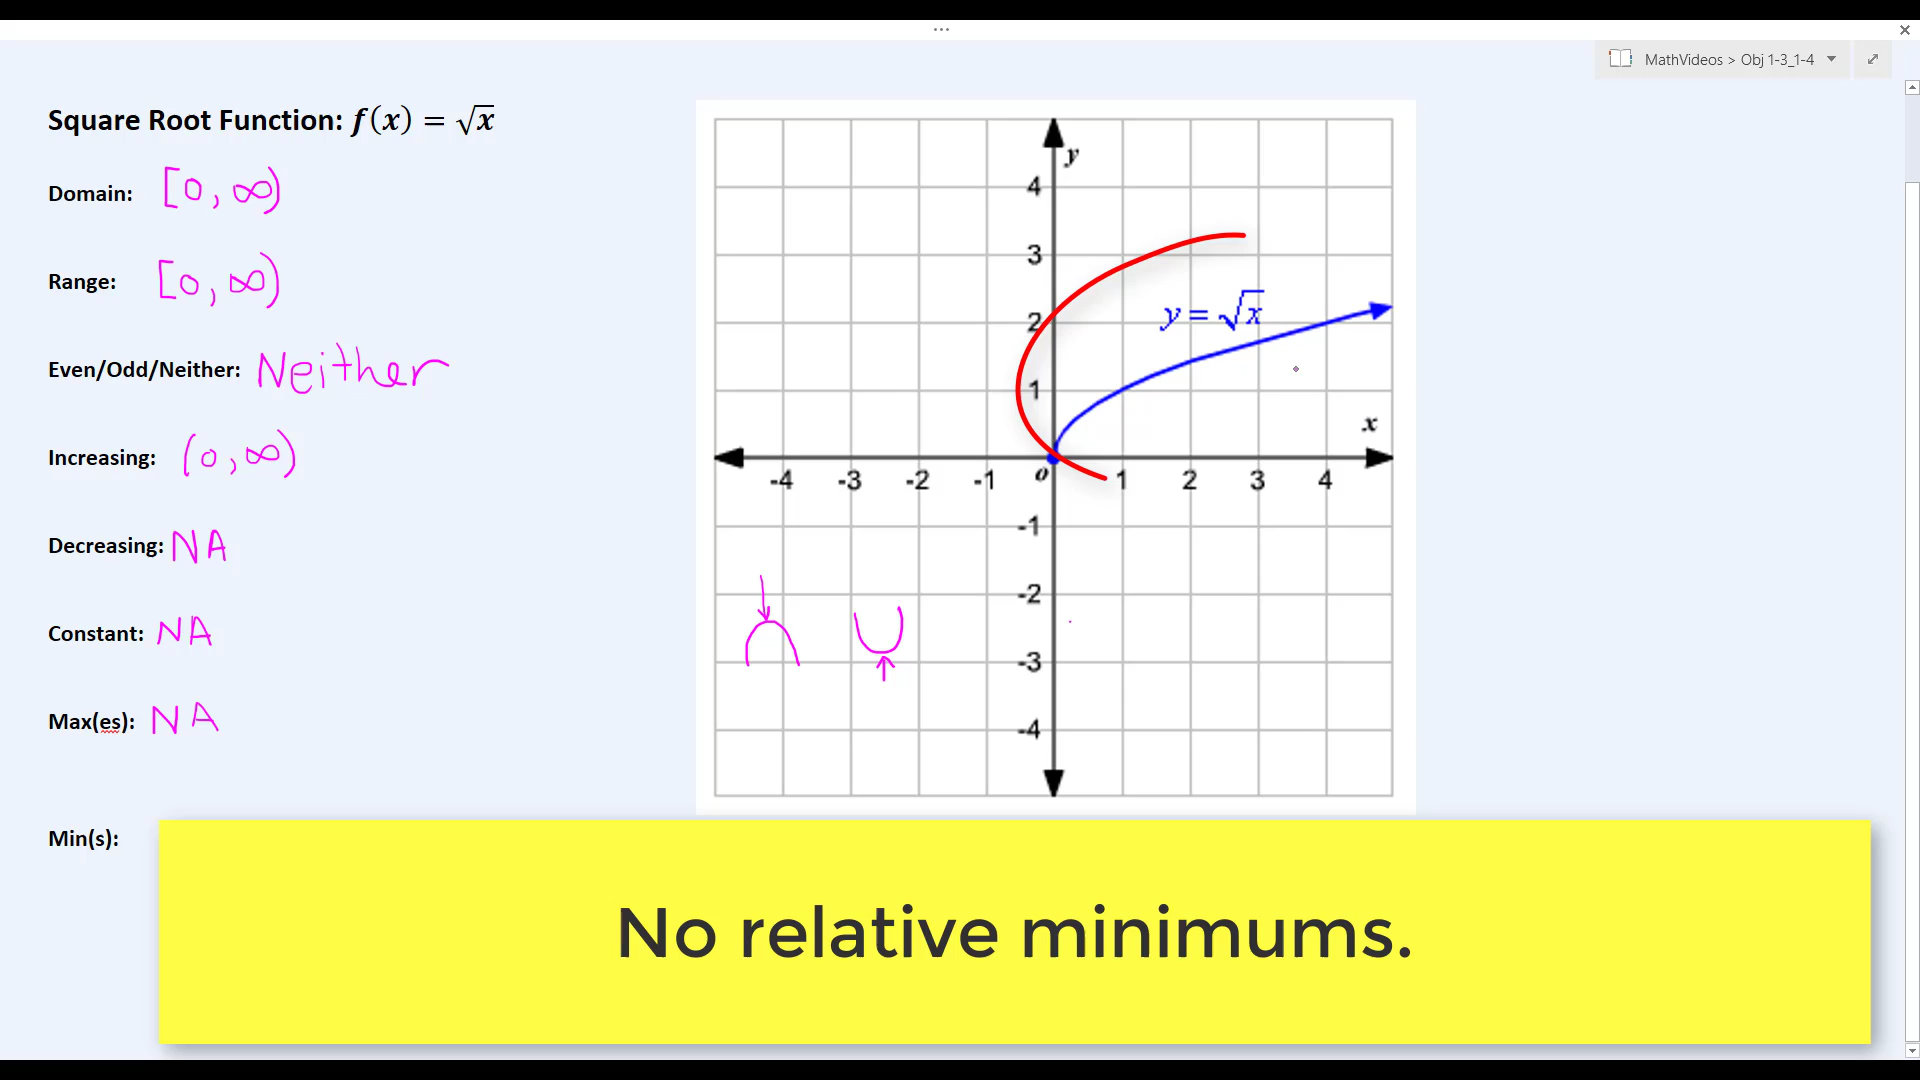 ...
MathVideos > Obj 1-3_1-4
Square Root Function: f(x) = √x
Domain: [0, ∞)
Range: [0, ∞)
Even/Odd/Neither: Neither
Increasing: (0, ∞)
Decreasing: NA
Constant: NA
Max(es): NA
Min(s):
y
4
3
2
1
y = √x
x
-4 -3 -2 -1 o 1 2 3 4
-1
-2
-3
-4
No relative minimums.